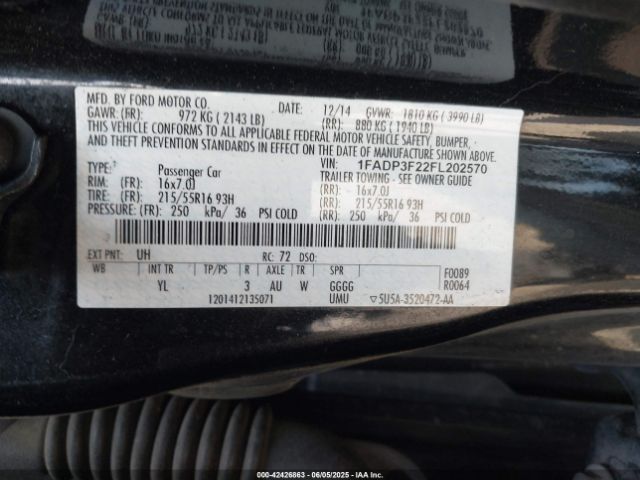 MFD. BY FORD MOTOR CO.
DATE: 12/14 GVWR: 1810 KG ( 3990 LB)
GAWR: (FR): 972 KG ( 2143 LB) (RR): 880 KG ( 1940 LB)
THIS VEHICLE CONFORMS TO ALL APPLICABLE FEDERAL MOTOR VEHICLE SAFETY, BUMPER,
AND THEFT PREVENTION STANDARDS IN EFFECT ON THE DATE OF MANUFACTURE SHOWN ABOVE.
VIN: 1FADP3F22FL202570
TYPE: Passenger Car TRAILER TOWING - SEE OWNER GUIDE
RIM: (FR): 16x7.0J (RR): 16x7.0J
TIRE: (FR): 215/55R16 93H (RR): 215/55R16 93H
PRESSURE: (FR): 250 kPa/ 36 PSI COLD (RR): 250 kPa/ 36 PSI COLD
EXT PNT: UH RC: 72 DSO:
WB INT TR TP/PS R AXLE TR SPR F0089
YL 3 AU W GGGG R0064
1201412135071 UMU ▽5U5A-3520472-AA
000-42426863 - 06/05/2025 - IAA Inc.